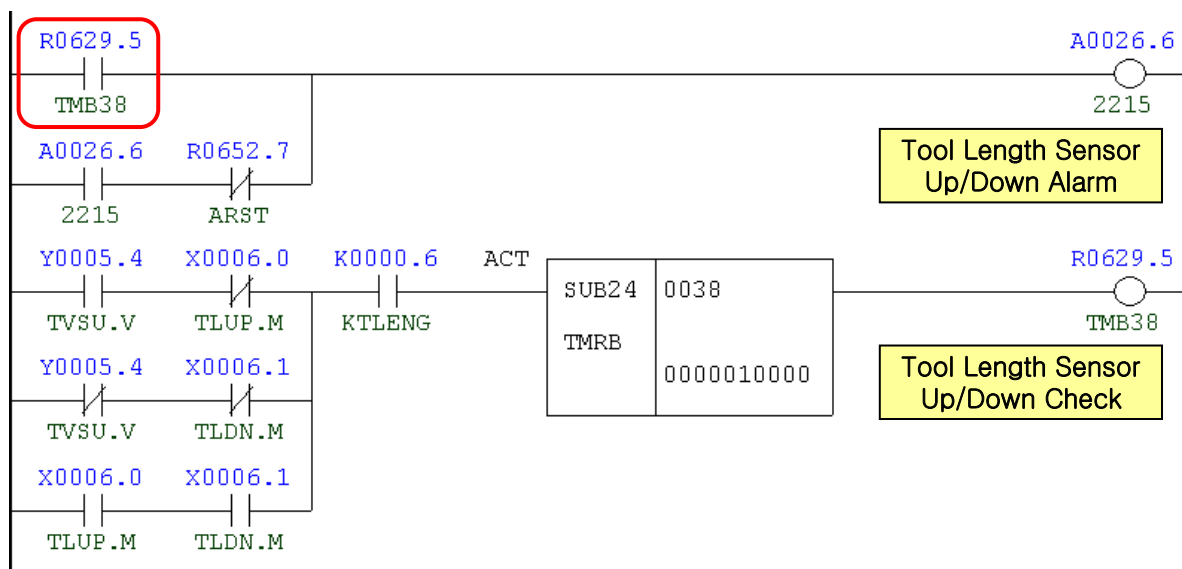 R0629.5 A0026.6
TMB38 2215
A0026.6 R0652.7
2215 ARST
Tool Length Sensor
Up/Down Alarm
Y0005.4 X0006.0 K0000.6 ACT R0629.5
SUB24 0038
TVSU.V TLUP.M KTLENG TMB38
TMRB
Y0005.4 X0006.1
0000010000
TVSU.V TLDN.M
Tool Length Sensor
Up/Down Check
X0006.0 X0006.1
TLUP.M TLDN.M